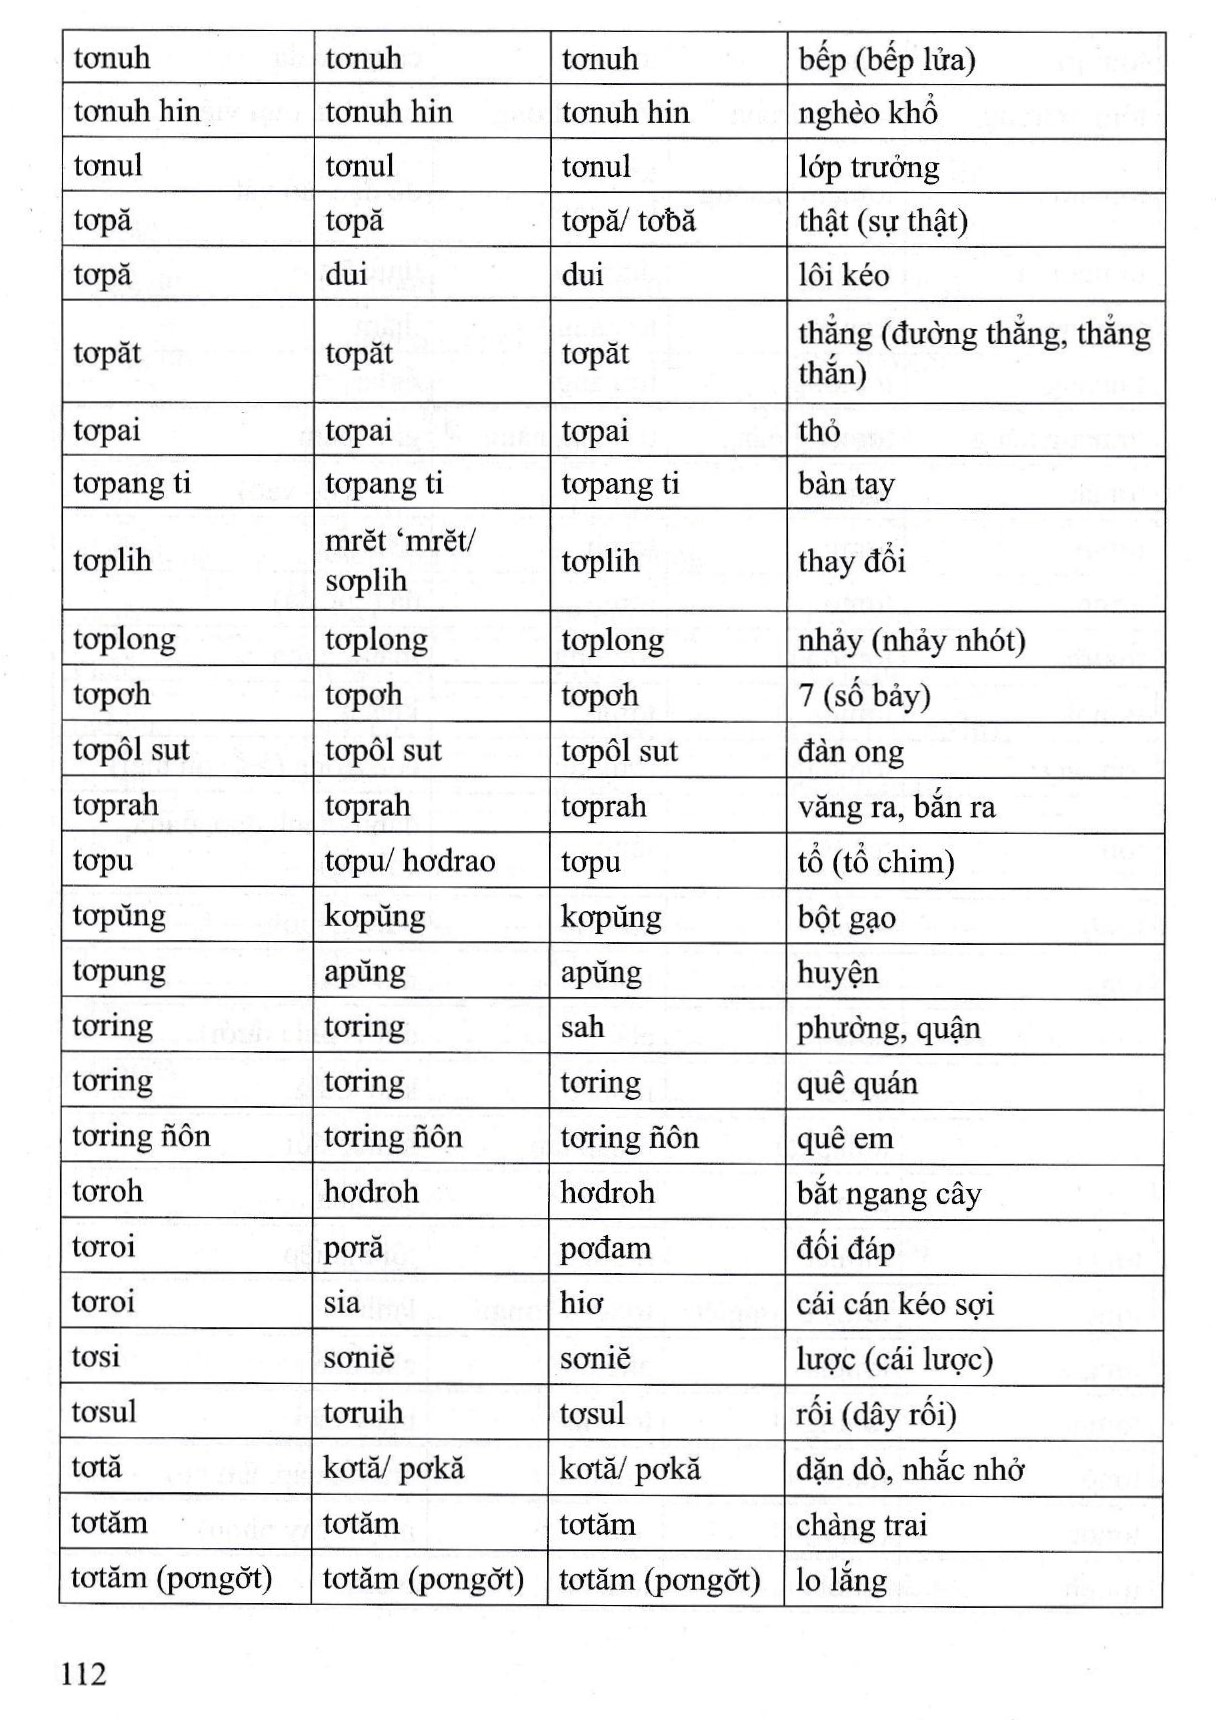 tơnuh tơnuh tơnuh bếp (bếp lửa)
tơnuh hin tơnuh hin tơnuh hin nghèo khổ
tơnul tơnul tơnul lớp trưởng
tơpă tơpă tơpă/ tơƀă thật (sự thật)
tơpă dui dui lôi kéo
tơpăt tơpăt tơpăt thẳng (đường thẳng, thẳng
thắn)
tơpai tơpai tơpai thỏ
tơpang ti tơpang ti tơpang ti bàn tay
tơplih mrĕt ‘mrĕt/
sơplih tơplih thay đổi
tơplong tơplong tơplong nhảy (nhảy nhót)
tơpơh tơpơh tơpơh 7 (số bảy)
tơpôl sut tơpôl sut tơpôl sut đàn ong
tơprah tơprah tơprah văng ra, bắn ra
tơpu tơpu/ hơdrao tơpu tổ (tổ chim)
tơpŭng kơpŭng kơpŭng bột gạo
tơpung apŭng apŭng huyện
tơring tơring sah phường, quận
tơring tơring tơring quê quán
tơring ñôn tơring ñôn tơring ñôn quê em
tơroh hơdroh hơdroh bắt ngang cây
tơroi pơră pơđam đối đáp
tơroi sia hiơ cái cán kéo sợi
tơsi sơniĕ sơniĕ lược (cái lược)
tơsul tơruih tơsul rối (dây rối)
tơtă kơtă/ pơkă kơtă/ pơkă dặn dò, nhắc nhở
tơtăm tơtăm tơtăm chàng trai
tơtăm (pơngơ̆t) tơtăm (pơngơ̆t) tơtăm (pơngơ̆t) lo lắng
112